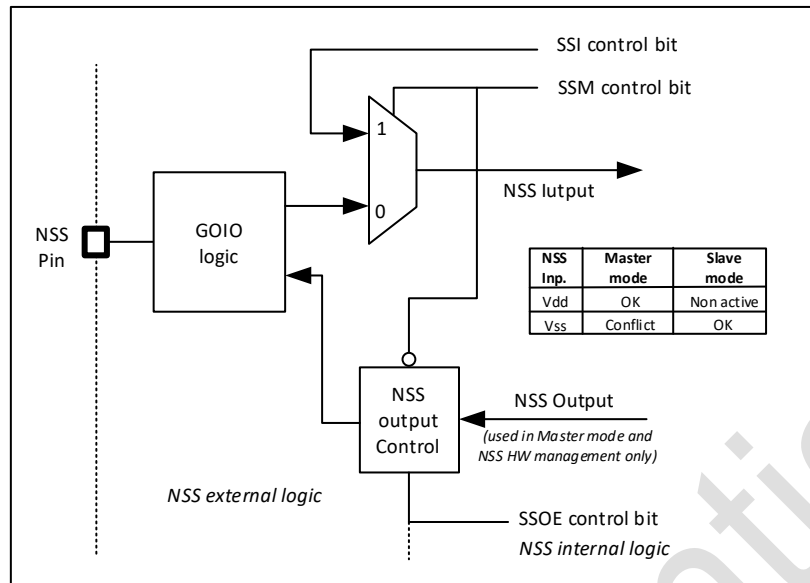 SSI control bit
SSM control bit
1
0
NSS Iutput
GOIO
logic
NSS
Pin
NSS
Inp.
Master
mode
Slave
mode
Vdd
OK
Non active
Vss
Conflict
OK
NSS
output
Control
NSS Output
(used in Master mode and
NSS HW management only)
NSS external logic
SSOE control bit
NSS internal logic